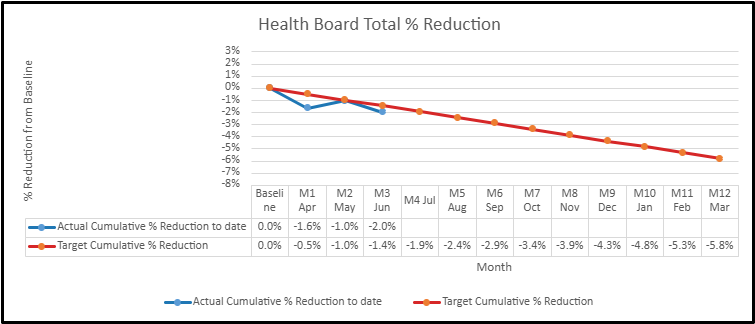 Health Board Total % Reduction
% Reduction from Baseline
3%
2%
1%
0%
-1%
-2%
-3%
-4%
-5%
-6%
-7%
-8%
Baseli
ne
M1
Apr
M2
May
M3
Jun
M4 Jul
M5
Aug
M6
Sep
M7
Oct
M8
Nov
M9
Dec
M10
Jan
M11
Feb
M12
Mar
Actual Cumulative % Reduction to date 0.0% -1.6% -1.0% -2.0%
Target Cumulative % Reduction 0.0% -0.5% -1.0% -1.4% -1.9% -2.4% -2.9% -3.4% -3.9% -4.3% -4.8% -5.3% -5.8%
Month
Actual Cumulative % Reduction to date Target Cumulative % Reduction